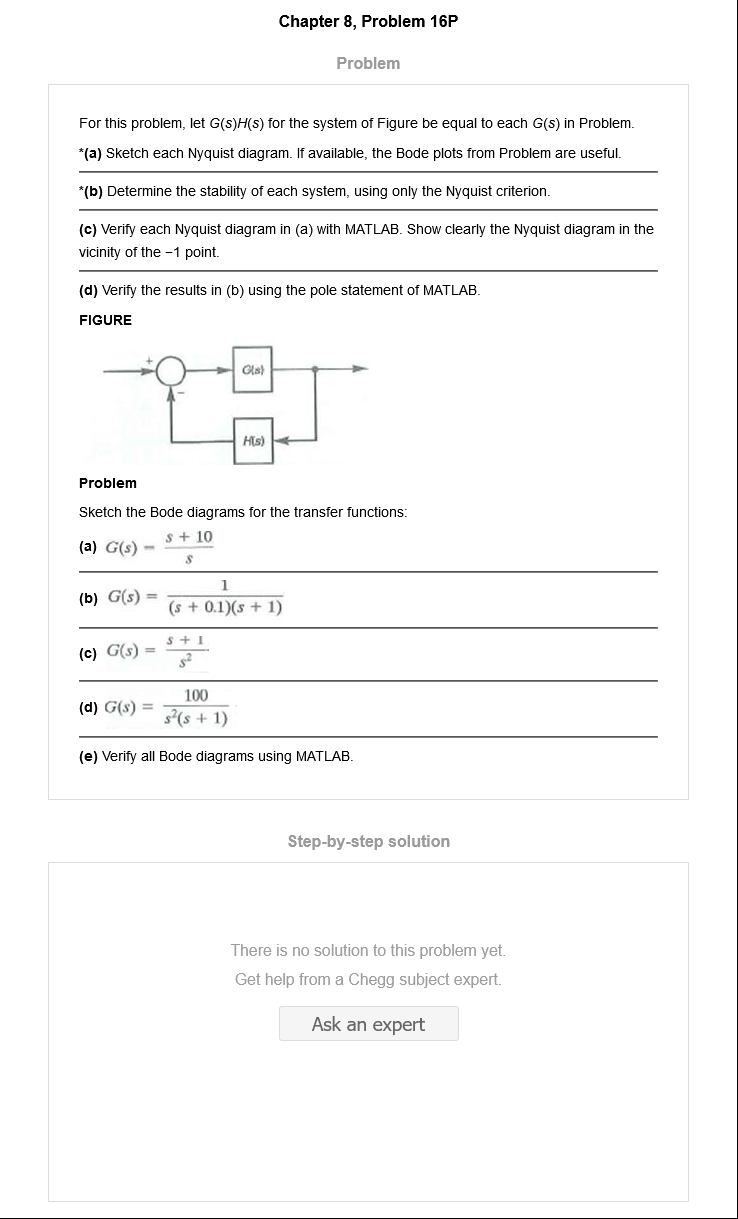 Chapter 8, Problem 16P
Problem
For this problem, let G(s)H(s) for the system of Figure be equal to each G(s) in Problem.
*(a) Sketch each Nyquist diagram. If available, the Bode plots from Problem are useful.
*(b) Determine the stability of each system, using only the Nyquist criterion.
(c) Verify each Nyquist diagram in (a) with MATLAB. Show clearly the Nyquist diagram in the
vicinity of the −1 point.
(d) Verify the results in (b) using the pole statement of MATLAB.
FIGURE
+
G(s)
−
H(s)
Problem
Sketch the Bode diagrams for the transfer functions:
(a) G(s) = (s + 10) / s
(b) G(s) = 1 / ((s + 0.1)(s + 1))
(c) G(s) = (s + 1) / s²
(d) G(s) = 100 / (s²(s + 1))
(e) Verify all Bode diagrams using MATLAB.
Step-by-step solution
There is no solution to this problem yet.
Get help from a Chegg subject expert.
Ask an expert